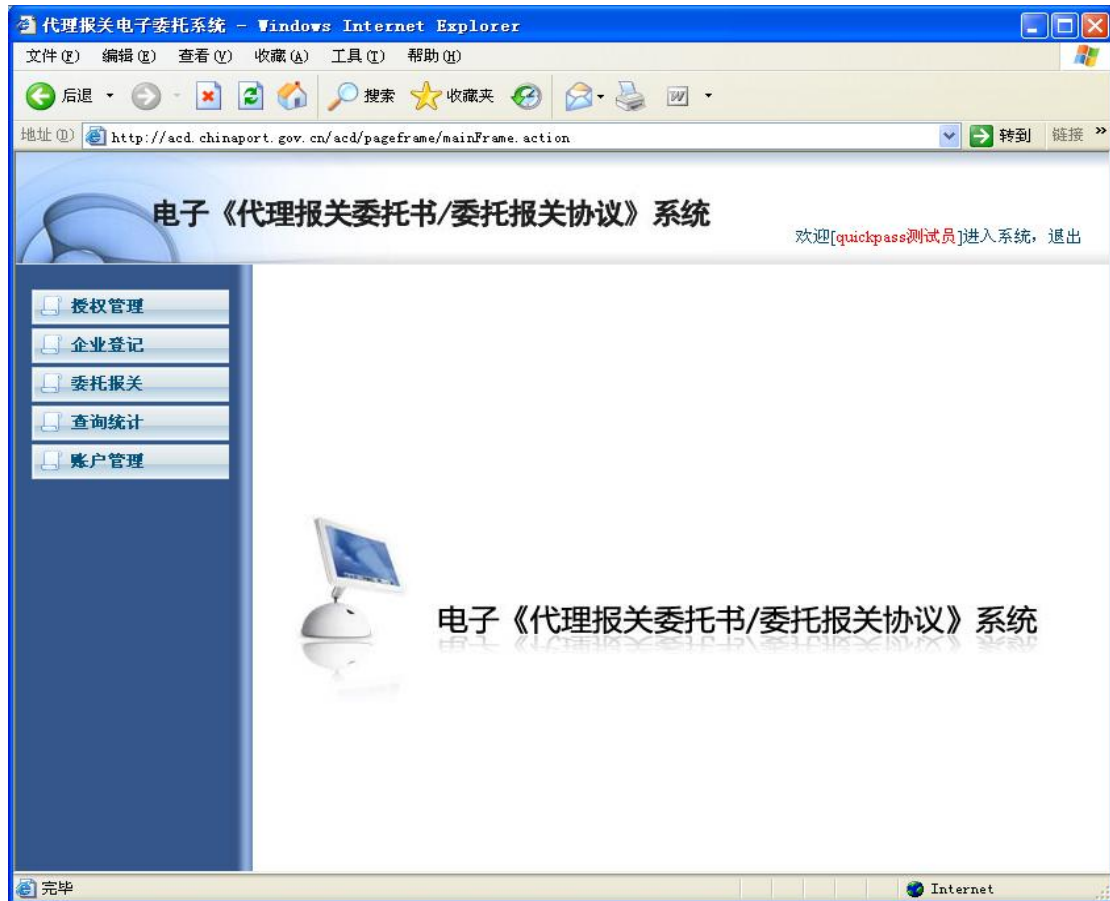 代理报关电子委托系统 - Windows Internet Explorer
文件(F) 编辑(E) 查看(V) 收藏(A) 工具(T) 帮助(H)
后退 搜索 收藏夹
地址(D) http://acd.chinaport.gov.cn/acd/pageframe/mainFrame.action 转到 链接 »
电子《代理报关委托书/委托报关协议》系统
欢迎[quickpass测试员]进入系统，退出
授权管理
企业登记
委托报关
查询统计
账户管理
电子《代理报关委托书/委托报关协议》系统
完毕 Internet